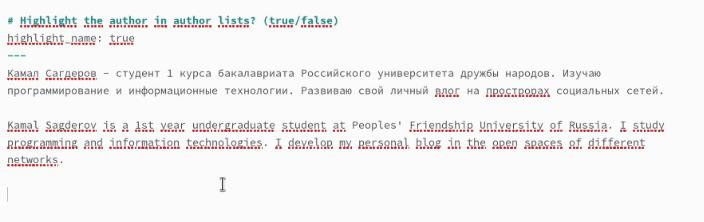 # Highlight the author in author lists? (true/false)
highlight_name: true
---
Камал Сагдеров – студент 1 курса бакалавриата Российского университета дружбы народов. Изучаю
программирование и информационные технологии. Развиваю свой личный влог на прострорах социальных сетей.
Kamal Sagderov is a 1st year undergraduate student at Peoples' Friendship University of Russia. I study
programming and information technologies. I develop my personal blog in the open spaces of different
networks.